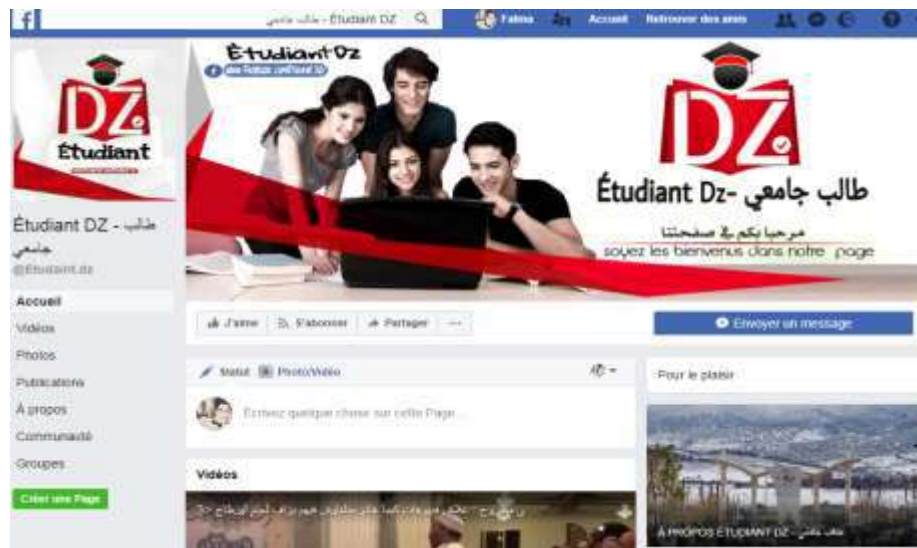 Étudiant DZ - طالب جامعي
Fatima
Accueil
Retrouver des amis
ÉtudiantDz
DZ
Étudiant
DZ
Étudiant Dz- طالب جامعي
مرحبا بكم في صفحتنا
soyez les bienvenus dans notre page
Étudiant DZ - طالب
جامعي
@Etudaint.dz
Accueil
Vidéos
Photos
Publications
À propos
Communauté
Groupes
Créer une Page
J'aime
S'abonner
Partager
Envoyer un message
Statut
Photo/Vidéo
Écrivez quelque chose sur cette Page...
Pour le plaisir
Vidéos
À PROPOS ÉTUDIANT DZ - طالب جامعي